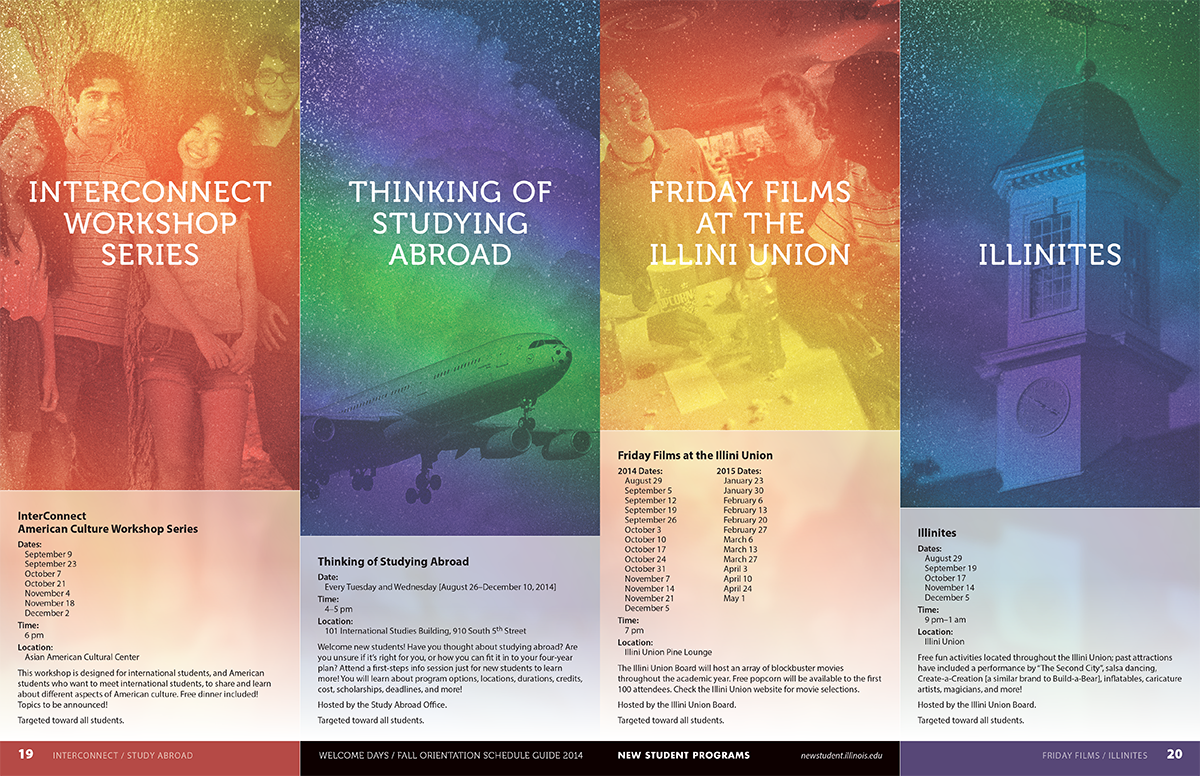 INTERCONNECT
WORKSHOP
SERIES
InterConnect
American Culture Workshop Series
Dates:
September 9
September 23
October 7
October 21
November 4
November 18
December 2
Time:
6 pm
Location:
Asian American Cultural Center
This workshop is designed for international students, and American
students who want to meet international students, to share and learn
about different aspects of American culture. Free dinner included!
Topics to be announced!
Targeted toward all students.
THINKING OF
STUDYING
ABROAD
Thinking of Studying Abroad
Date:
Every Tuesday and Wednesday [August 26–December 10, 2014]
Time:
4–5 pm
Location:
101 International Studies Building, 910 South 5th Street
Welcome new students! Have you thought about studying abroad? Are
you unsure if it's right for you, or how you can fit it in to your four-year
plan? Attend a first-steps info session just for new students to learn
more! You will learn about program options, locations, durations, credits,
cost, scholarships, deadlines, and more!
Hosted by the Study Abroad Office.
Targeted toward all students.
FRIDAY FILMS
AT THE
ILLINI UNION
Friday Films at the Illini Union
2014 Dates:
August 29
September 5
September 12
September 19
September 26
October 3
October 10
October 17
October 24
October 31
November 7
November 14
November 21
December 5
2015 Dates:
January 23
January 30
February 6
February 13
February 20
February 27
March 6
March 13
March 27
April 3
April 10
April 24
May 1
Time:
7 pm
Location:
Illini Union Pine Lounge
The Illini Union Board will host an array of blockbuster movies
throughout the academic year. Free popcorn will be available to the first
100 attendees. Check the Illini Union website for movie selections.
Hosted by the Illini Union Board.
Targeted toward all students.
ILLINITES
Illinites
Dates:
August 29
September 19
October 17
November 14
December 5
Time:
9 pm–1 am
Location:
Illini Union
Free fun activities located throughout the Illini Union; past attractions
have included a performance by "The Second City", salsa dancing,
Create-a-Creation [a similar brand to Build-a-Bear], inflatables, caricature
artists, magicians, and more!
Hosted by the Illini Union Board.
Targeted toward all students.
19 INTERCONNECT / STUDY ABROAD
WELCOME DAYS / FALL ORIENTATION SCHEDULE GUIDE 2014
NEW STUDENT PROGRAMS newstudent.illinois.edu
FRIDAY FILMS / ILLINITES 20